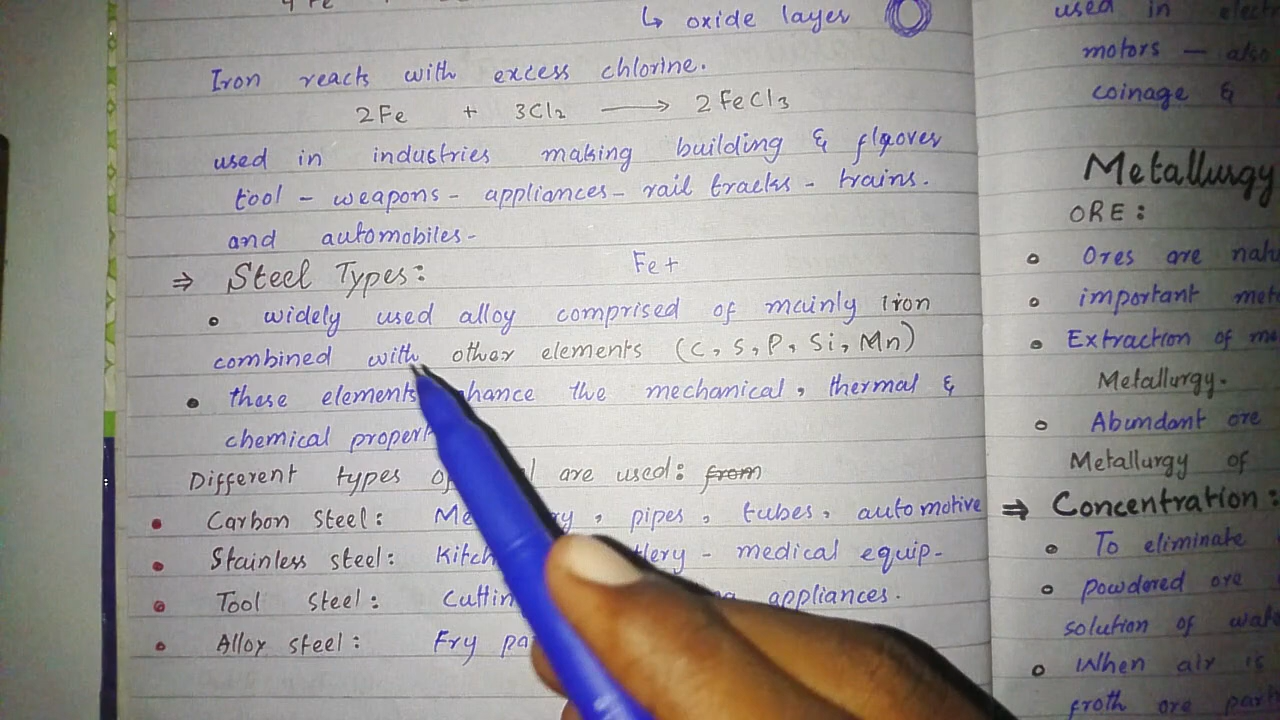 ↳ oxide layer
Iron reacts with excess chlorine.
2Fe + 3Cl₂ ⟶ 2FeCl₃
used in industries making building & flyover
tool - weapons - appliances - rail tracks - trains.
and automobiles -
⇒ Steel Types: Fe+
• widely used alloy comprised of mainly iron
combined with other elements (C, S, P, Si, Mn)
• these elements the mechanical, thermal &
chemical
Different types are used: from
• Carbon steel: pipes, tubes, automotive
• Stainless steel: medical equip-
• Tool steel: appliances.
• Alloy steel: Fry
used in
motors — also
coinage &
Metallurgy
ORE:
• Ores are
• important
• Extraction of
Metallurgy.
• Abundant ore
Metallurgy of
⇒ Concentration:
• To eliminate
• powdered ore
solution of
• When air is
froth are